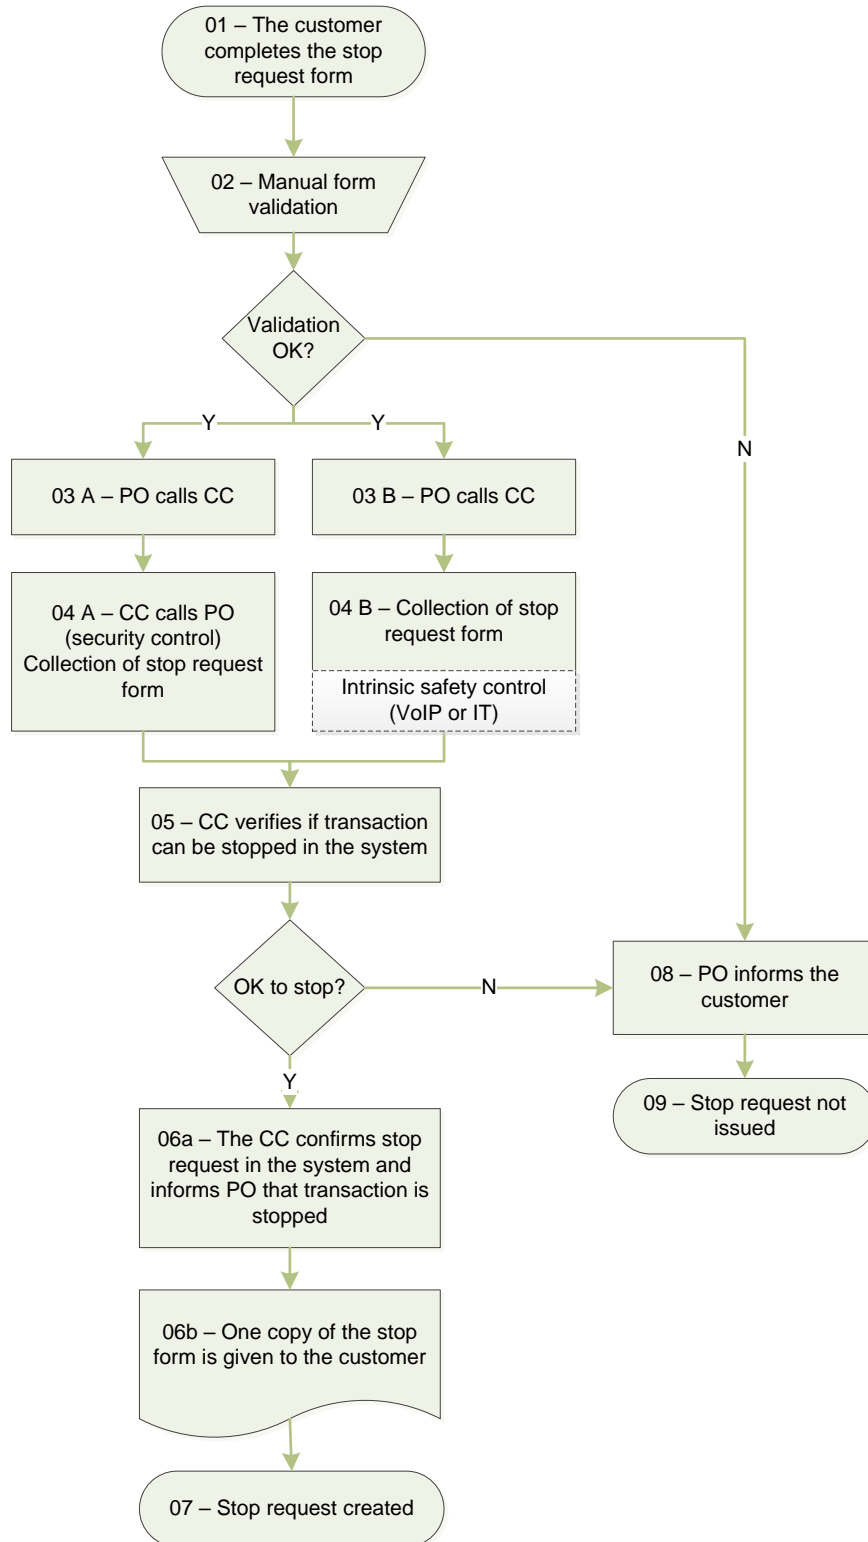 01 – The customer
completes the stop
request form
02 – Manual form
validation
Validation
OK?
Y
Y
N
03 A – PO calls CC
03 B – PO calls CC
04 A – CC calls PO
(security control)
Collection of stop request
form
04 B – Collection of stop
request form
Intrinsic safety control
(VoIP or IT)
05 – CC verifies if transaction
can be stopped in the system
OK to stop?
N
08 – PO informs the
customer
Y
09 – Stop request not
issued
06a – The CC confirms stop
request in the system and
informs PO that transaction is
stopped
06b – One copy of the stop
form is given to the customer
07 – Stop request created